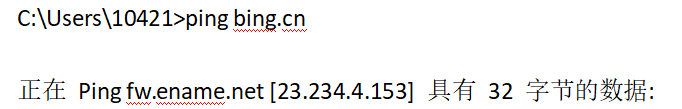 C:\Users\10421>ping bing.cn
正在 Ping fw.ename.net [23.234.4.153] 具有 32 字节的数据: